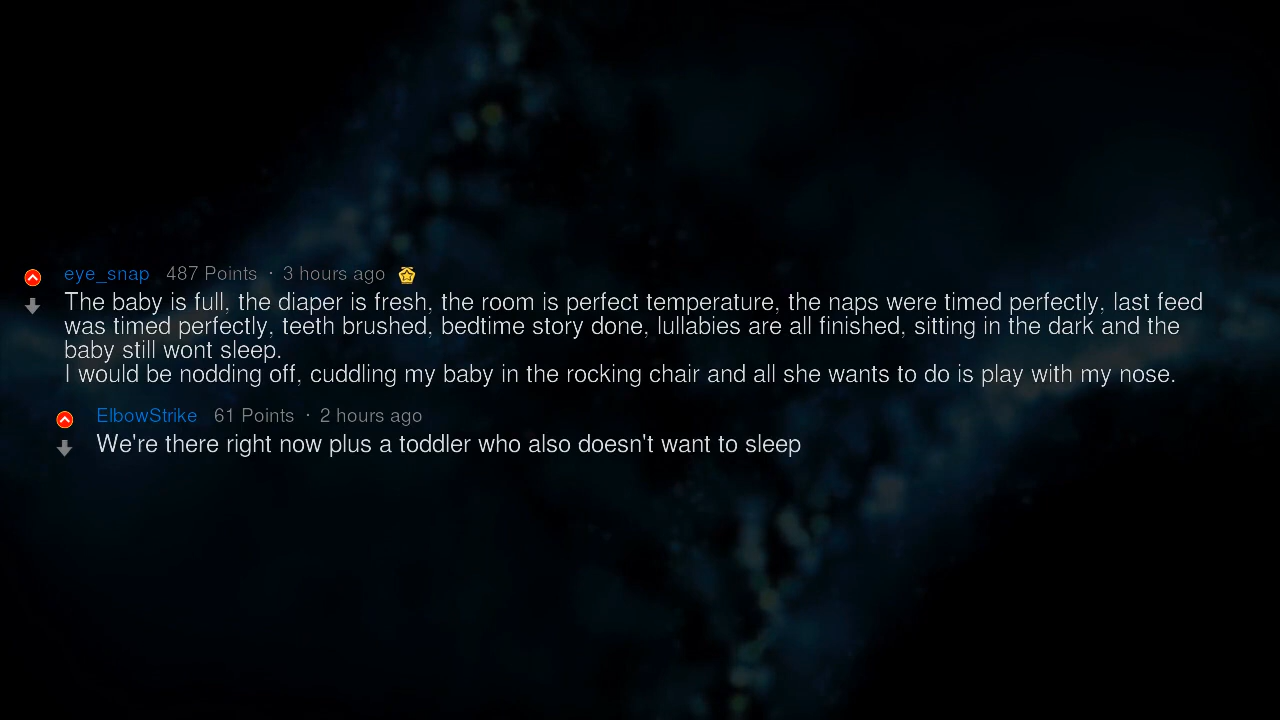 eye_snap 487 Points · 3 hours ago
The baby is full, the diaper is fresh, the room is perfect temperature, the naps were timed perfectly, last feed
was timed perfectly, teeth brushed, bedtime story done, lullabies are all finished, sitting in the dark and the
baby still wont sleep.
I would be nodding off, cuddling my baby in the rocking chair and all she wants to do is play with my nose.
ElbowStrike 61 Points · 2 hours ago
We're there right now plus a toddler who also doesn't want to sleep